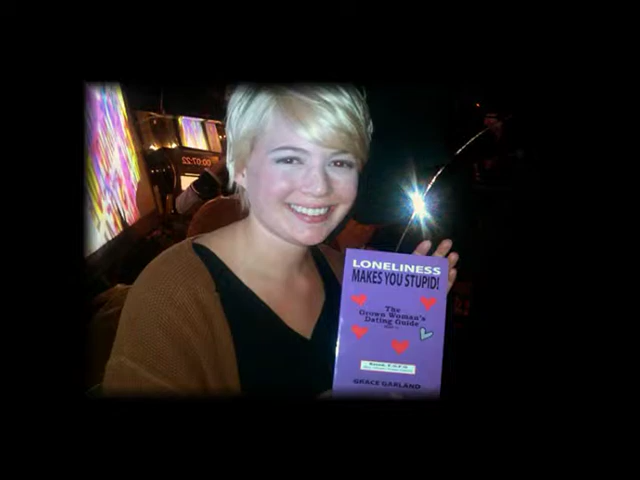 LONELINESS
MAKES YOU STUPID!
The
Grown Woman's
Dating Guide
GRACE GARLAND